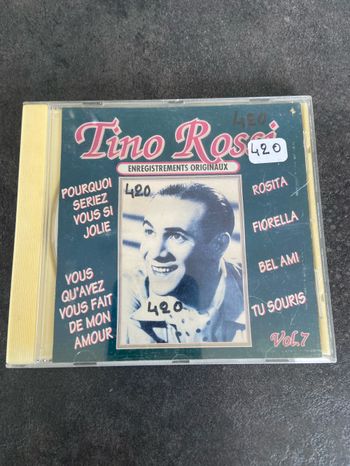 420
Tino Rossi
420
ENREGISTREMENTS ORIGINAUX
POURQUOI
SERIEZ
VOUS SI
JOLIE
VOUS
QU'AVEZ
VOUS FAIT
DE MON
AMOUR
420
420
ROSITA
FIORELLA
BEL AMI
TU SOURIS
Vol.7